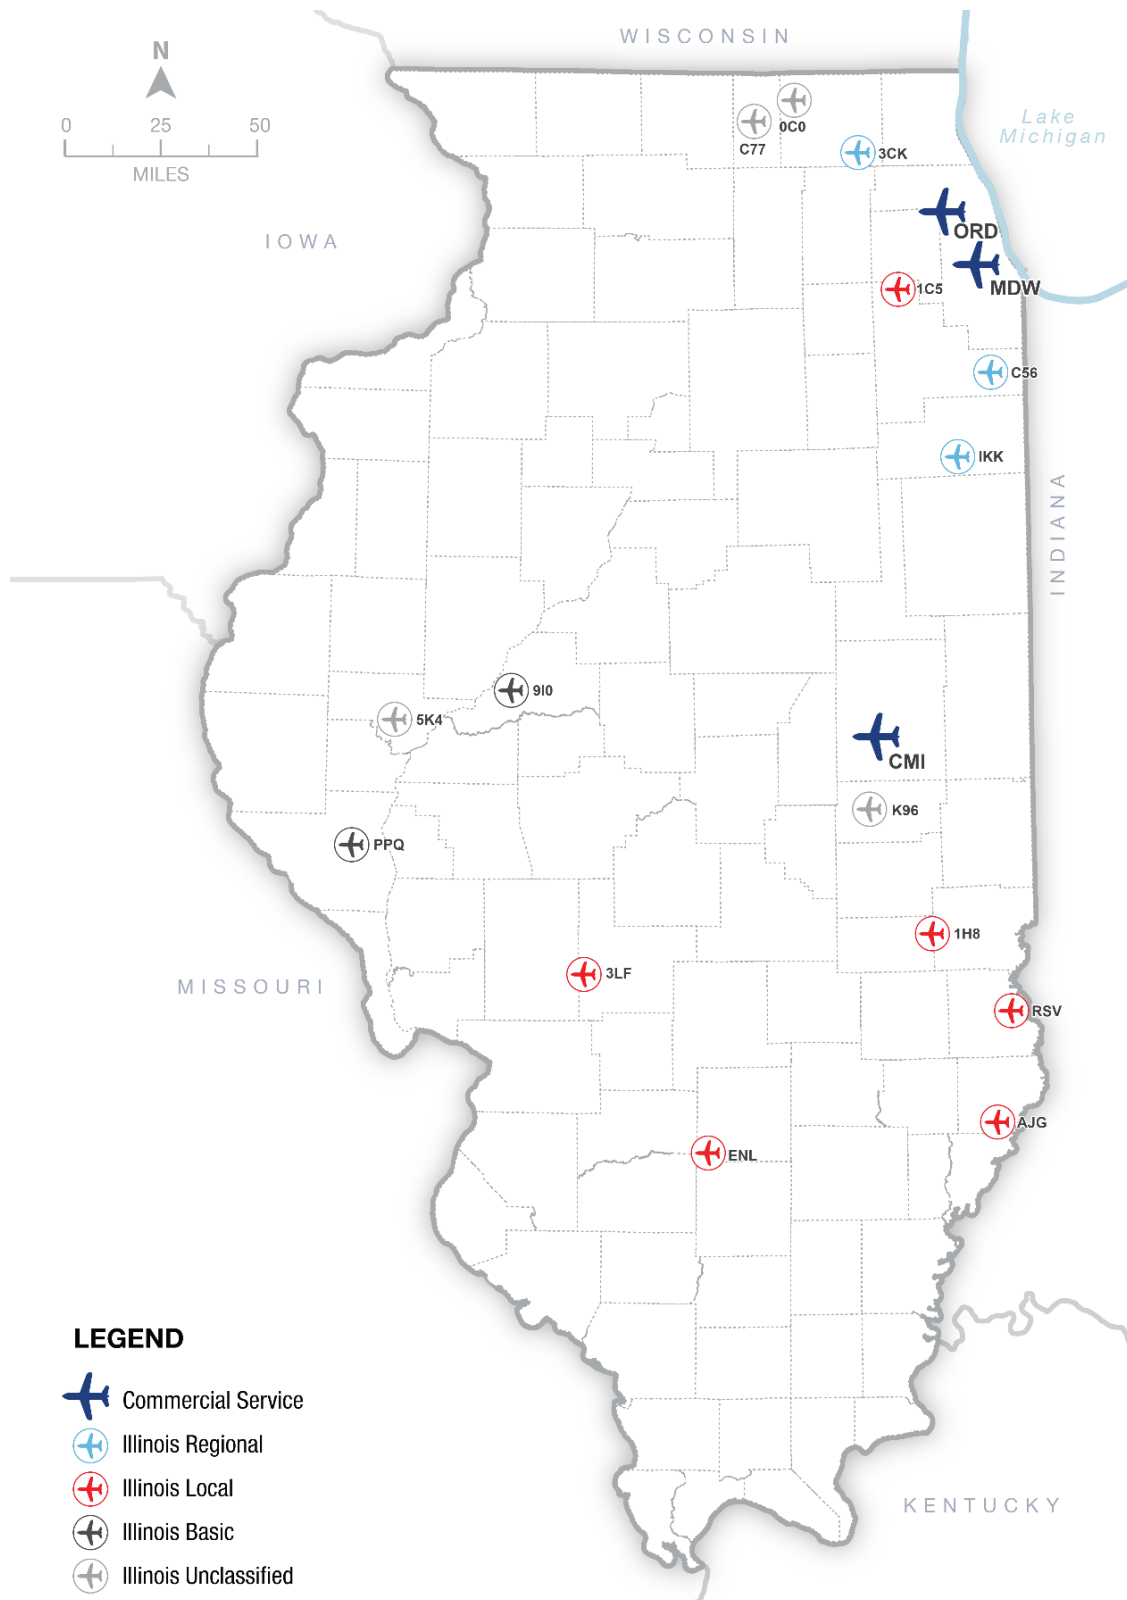 WISCONSIN
N
0 25 50
MILES
Lake
Michigan
0C0
C77
3CK
ORD
IOWA
MDW
1C5
C56
IKK
INDIANA
9I0
5K4
CMI
K96
PPQ
1H8
3LF
MISSOURI
RSV
AJG
ENL
LEGEND
Commercial Service
Illinois Regional
Illinois Local
Illinois Basic
Illinois Unclassified
KENTUCKY